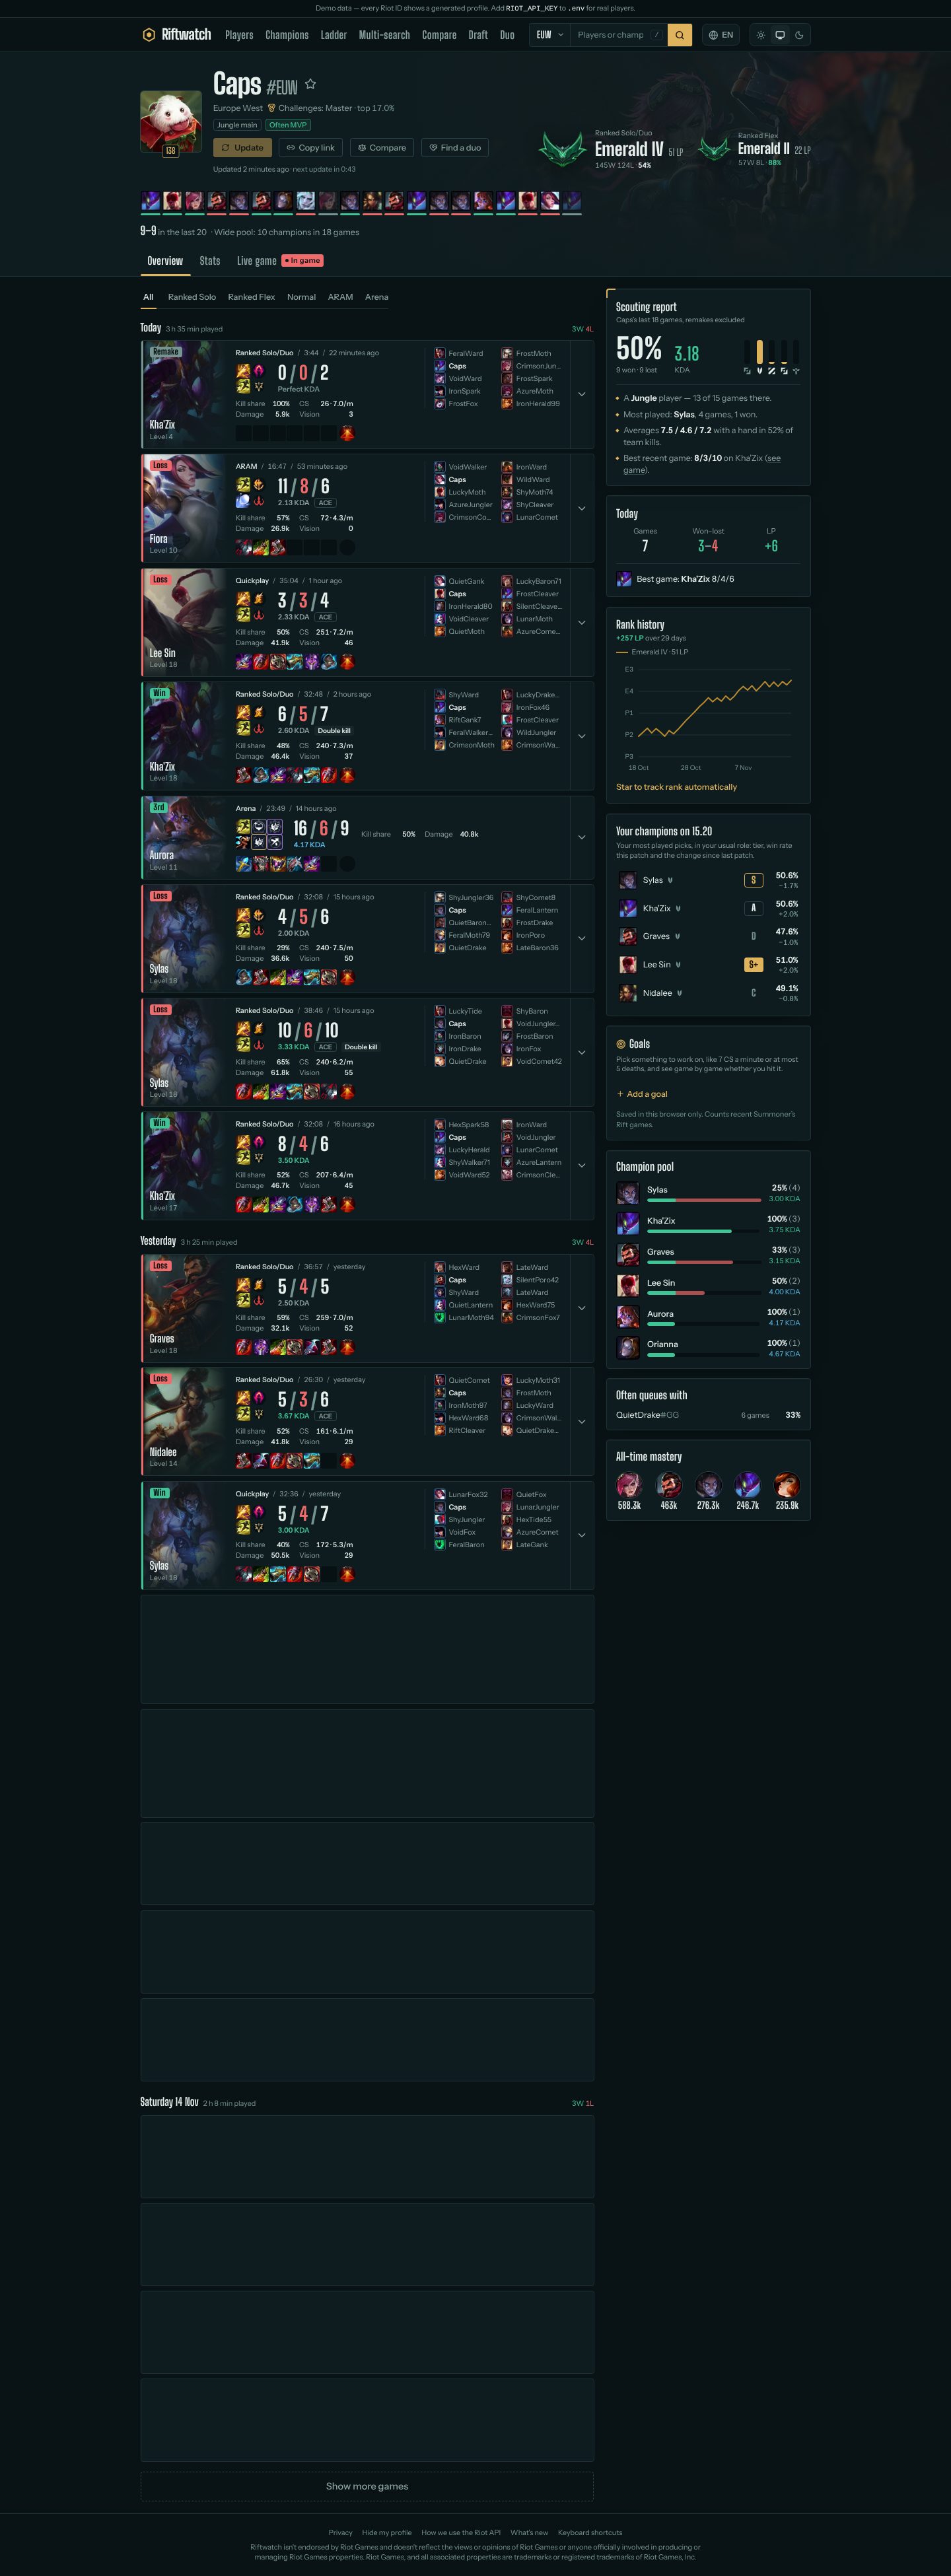 Demo data — every Riot ID shows a generated profile. Add RIOT_API_KEY to .env for real players.
Riftwatch Players Champions Ladder Multi-search Compare Draft Duo EUW Players or champ / EN
Caps #EUW
Europe West Challenges: Master · top 17.0%
Jungle main Often MVP
138
Update Copy link Compare Find a duo
Updated 2 minutes ago · next update in 0:43
Ranked Solo/Duo
Emerald IV 51 LP
145W 124L · 54%
Ranked Flex
Emerald II 22 LP
57W 8L · 88%
9–9 in the last 20 · Wide pool: 10 champions in 18 games
Overview Stats Live game In game
All Ranked Solo Ranked Flex Normal ARAM Arena
Today 3 h 35 min played 3W 4L
Remake
Kha'Zix
Level 4
Ranked Solo/Duo / 3:44 / 22 minutes ago
0 / 0 / 2
Perfect KDA
Kill share 100% CS 26·7.0/m
Damage 5.9k Vision 3
FeralWard FrostMoth
Caps CrimsonJun...
VoidWard FrostSpark
IronSpark AzureMoth
FrostFox IronHerald99
Loss
Fiora
Level 10
ARAM / 16:47 / 53 minutes ago
11 / 8 / 6
2.13 KDA ACE
Kill share 57% CS 72·4.3/m
Damage 26.9k Vision 0
VoidWalker IronWard
Caps WildWard
LuckyMoth ShyMoth74
AzureJungler ShyCleaver
CrimsonCo... LunarComet
Loss
Lee Sin
Level 18
Quickplay / 35:04 / 1 hour ago
3 / 3 / 4
2.33 KDA ACE
Kill share 50% CS 251·7.2/m
Damage 41.9k Vision 46
QuietGank LuckyBaron71
Caps FrostCleaver
IronHerald80 SilentCleave...
VoidCleaver LunarMoth
QuietMoth AzureCome...
Win
Kha'Zix
Level 18
Ranked Solo/Duo / 32:48 / 2 hours ago
6 / 5 / 7
2.60 KDA Double kill
Kill share 48% CS 240·7.3/m
Damage 46.4k Vision 37
ShyWard LuckyDrake...
Caps IronFox46
RiftGank7 FrostCleaver
FeralWalker... WildJungler
CrimsonMoth CrimsonWa...
3rd
Aurora
Level 11
Arena / 23:49 / 14 hours ago
16 / 6 / 9
4.17 KDA
Kill share 50% Damage 40.8k
Loss
Sylas
Level 18
Ranked Solo/Duo / 32:08 / 15 hours ago
4 / 5 / 6
2.00 KDA
Kill share 29% CS 240·7.5/m
Damage 36.6k Vision 50
ShyJungler36 ShyComet8
Caps FeralLantern
QuietBaron... FrostDrake
FeralMoth79 IronPoro
QuietDrake LateBaron36
Loss
Sylas
Level 18
Ranked Solo/Duo / 38:46 / 15 hours ago
10 / 6 / 10
3.33 KDA ACE Double kill
Kill share 65% CS 240·6.2/m
Damage 61.8k Vision 55
LuckyTide ShyBaron
Caps VoidJungler...
IronBaron FrostBaron
IronDrake IronFox
QuietDrake VoidComet42
Win
Kha'Zix
Level 17
Ranked Solo/Duo / 32:08 / 16 hours ago
8 / 4 / 6
3.50 KDA
Kill share 52% CS 207·6.4/m
Damage 46.7k Vision 45
HexSpark58 IronWard
Caps VoidJungler
LuckyHerald LunarComet
ShyWalker71 AzureLantern
VoidWard52 CrimsonCle...
Yesterday 3 h 25 min played 3W 4L
Loss
Graves
Level 18
Ranked Solo/Duo / 36:57 / yesterday
5 / 4 / 5
2.50 KDA
Kill share 59% CS 259·7.0/m
Damage 32.1k Vision 52
HexWard LateWard
Caps SilentPoro42
ShyWard LateWard
QuietLantern HexWard75
LunarMoth94 CrimsonFox7
Loss
Nidalee
Level 14
Ranked Solo/Duo / 26:30 / yesterday
5 / 3 / 6
3.67 KDA ACE
Kill share 52% CS 161·6.1/m
Damage 41.8k Vision 29
QuietComet LuckyMoth31
Caps FrostMoth
IronMoth97 LuckyWard
HexWard68 CrimsonWal...
RiftCleaver QuietDrake...
Win
Sylas
Level 18
Quickplay / 32:36 / yesterday
5 / 4 / 7
3.00 KDA
Kill share 40% CS 172·5.3/m
Damage 50.5k Vision 29
LunarFox32 QuietFox
Caps LunarJungler
ShyJungler HexTide55
VoidFox AzureComet
FeralBaron LateGank
Saturday 14 Nov 2 h 8 min played 3W 1L
Show more games
Scouting report
Caps's last 18 games, remakes excluded
50% 3.18
9 won · 9 lost KDA
A Jungle player — 13 of 15 games there.
Most played: Sylas, 4 games, 1 won.
Averages 7.5 / 4.6 / 7.2 with a hand in 52% of
team kills.
Best recent game: 8/3/10 on Kha'Zix (see
game).
Today
Games Won–lost LP
7 3–4 +6
Best game: Kha'Zix 8/4/6
Rank history
+257 LP over 29 days
Emerald IV · 51 LP
E3
E4
P1
P2
P3
18 Oct 28 Oct 7 Nov
Star to track rank automatically
Your champions on 15.20
Your most played picks, in your usual role: tier, win rate
this patch and the change since last patch.
Sylas S 50.6%
−1.7%
Kha'Zix A 50.6%
+2.0%
Graves D 47.6%
−1.0%
Lee Sin S+ 51.0%
+2.0%
Nidalee C 49.1%
−0.8%
Goals
Pick something to work on, like 7 CS a minute or at most
5 deaths, and see game by game whether you hit it.
+ Add a goal
Saved in this browser only. Counts recent Summoner's
Rift games.
Champion pool
Sylas 25% (4)
3.00 KDA
Kha'Zix 100% (3)
3.75 KDA
Graves 33% (3)
3.15 KDA
Lee Sin 50% (2)
4.00 KDA
Aurora 100% (1)
4.17 KDA
Orianna 100% (1)
4.67 KDA
Often queues with
QuietDrake#GG 6 games 33%
All-time mastery
588.3k 463k 276.3k 246.7k 235.9k
Privacy Hide my profile How we use the Riot API What's new Keyboard shortcuts
Riftwatch isn't endorsed by Riot Games and doesn't reflect the views or opinions of Riot Games or anyone officially involved in producing or
managing Riot Games properties. Riot Games, and all associated properties are trademarks or registered trademarks of Riot Games, Inc.